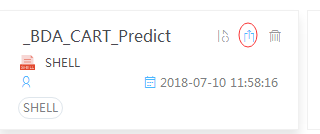 _BDA_CART_Predict
SHELL
2018-07-10 11:58:16
SHELL